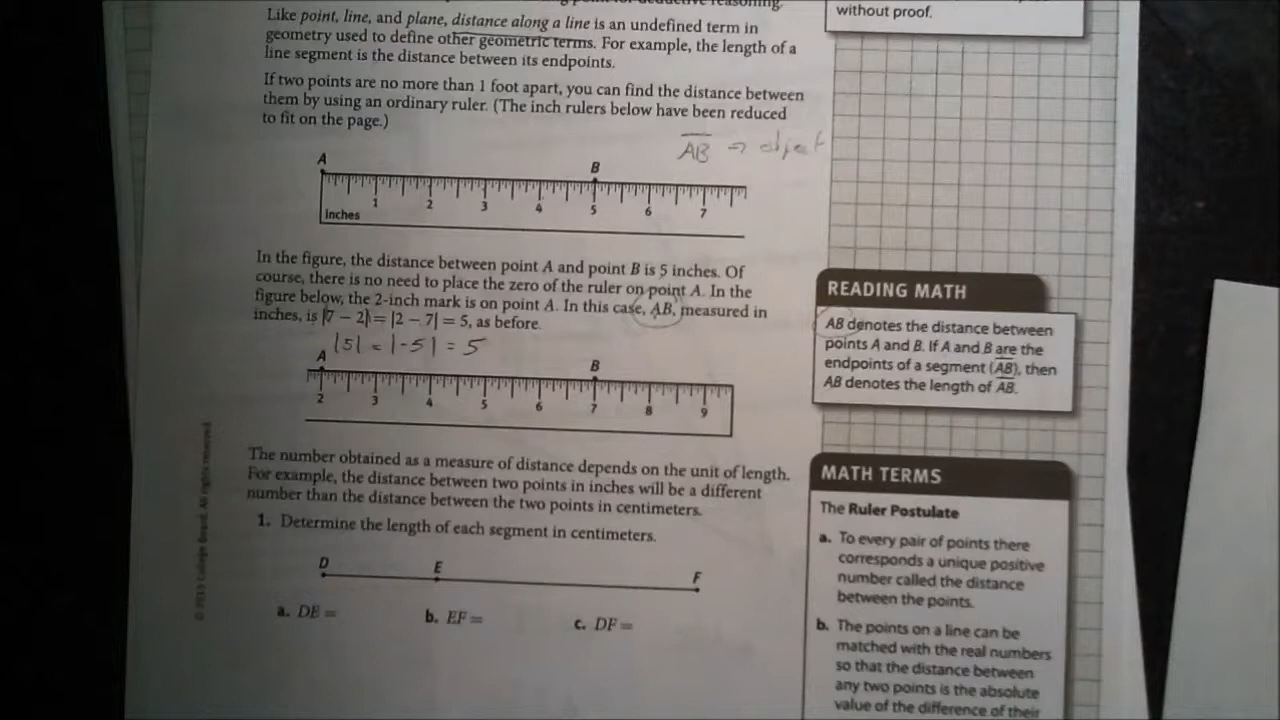 Like point, line, and plane, distance along a line is an undefined term in
geometry used to define other geometric terms. For example, the length of a
line segment is the distance between its endpoints.
If two points are no more than 1 foot apart, you can find the distance between
them by using an ordinary ruler. (The inch rulers below have been reduced
to fit on the page.)
AB ⇒ object
A
B
1 2 3 4 5 6 7
Inches
In the figure, the distance between point A and point B is 5 inches. Of
course, there is no need to place the zero of the ruler on point A. In the
figure below, the 2-inch mark is on point A. In this case, AB, measured in
inches, is |7 − 2| = |2 − 7| = 5, as before.
|5| = |-5| = 5
A
B
2 3 4 5 6 7 8 9
The number obtained as a measure of distance depends on the unit of length.
For example, the distance between two points in inches will be a different
number than the distance between the two points in centimeters.
1. Determine the length of each segment in centimeters.
D E F
a. DE = b. EF = c. DF =
© 2015 College Board. All rights reserved.
without proof.
READING MATH
AB denotes the distance between
points A and B. If A and B are the
endpoints of a segment (AB), then
AB denotes the length of AB.
MATH TERMS
The Ruler Postulate
a. To every pair of points there
corresponds a unique positive
number called the distance
between the points.
b. The points on a line can be
matched with the real numbers
so that the distance between
any two points is the absolute
value of the difference of their